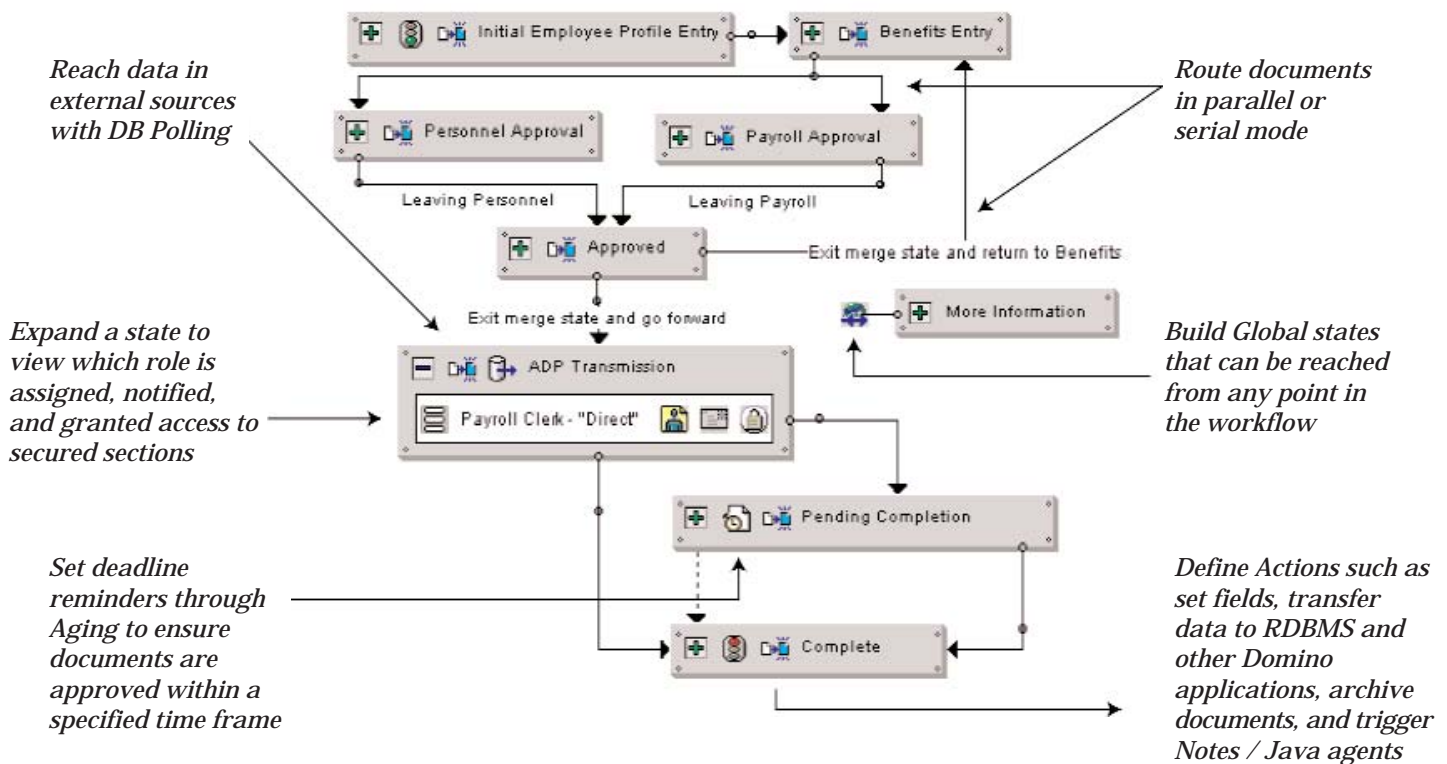 Initial Employee Profile Entry
Benefits Entry
Reach data in
external sources
with DB Polling
Route documents
in parallel or
serial mode
Personnel Approval
Payroll Approval
Leaving Personnel
Leaving Payroll
Approved
Exit merge state and return to Benefits
Exit merge state and go forward
More Information
Expand a state to
view which role is
assigned, notified,
and granted access to
secured sections
Build Global states
that can be reached
from any point in
the workflow
ADP Transmission
Payroll Clerk - "Direct"
Pending Completion
Set deadline
reminders through
Aging to ensure
documents are
approved within a
specified time frame
Complete
Define Actions such as
set fields, transfer
data to RDBMS and
other Domino
applications, archive
documents, and trigger
Notes / Java agents